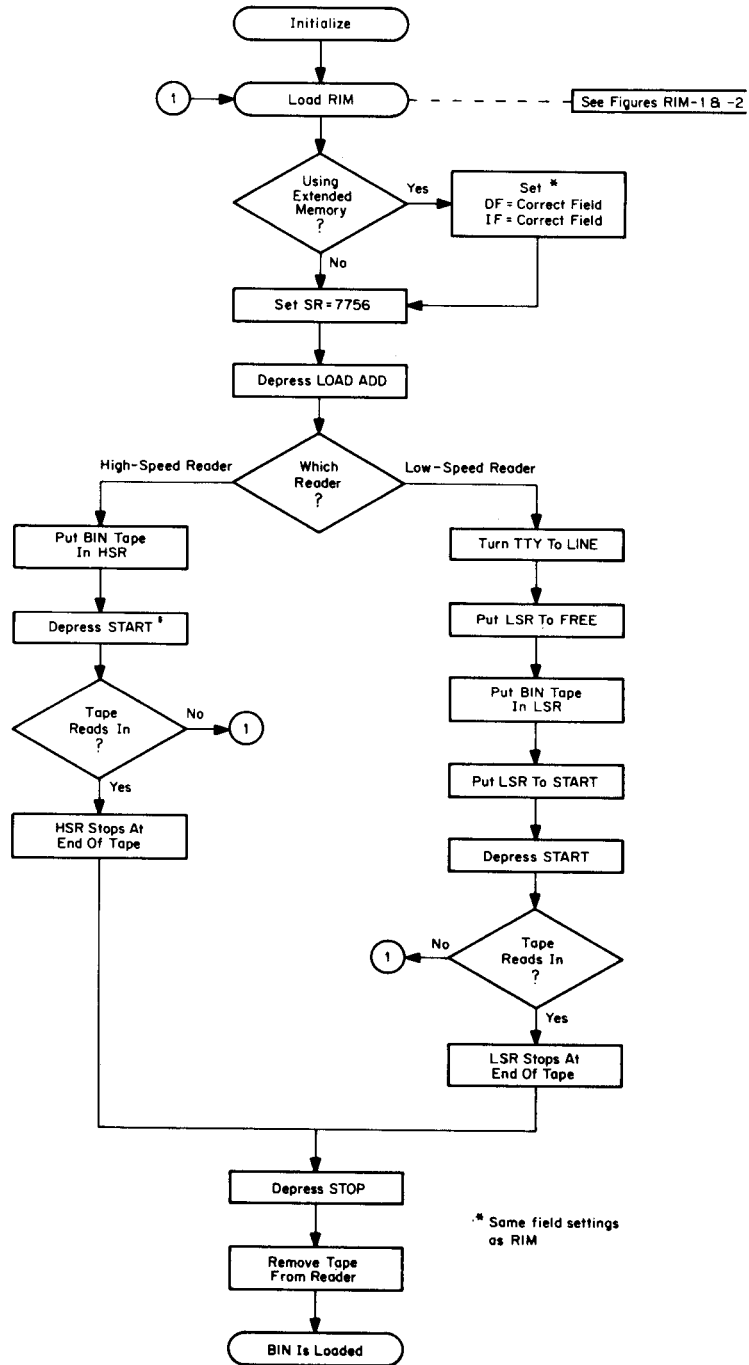 Initialize
1
Load RIM
See Figures RIM-1 & -2
Using
Extended
Memory
?
Yes
Set *
DF = Correct Field
IF = Correct Field
No
Set SR = 7756
Depress LOAD ADD
High-Speed Reader
Which
Reader
?
Low-Speed Reader
Put BIN Tape
In HSR
Depress START *
Tape
Reads In
?
No
1
Yes
HSR Stops At
End Of Tape
Turn TTY To LINE
Put LSR To FREE
Put BIN Tape
In LSR
Put LSR To START
Depress START
Tape
Reads In
?
No
1
Yes
LSR Stops At
End Of Tape
Depress STOP
* Same field settings
as RIM
Remove Tape
From Reader
BIN Is Loaded